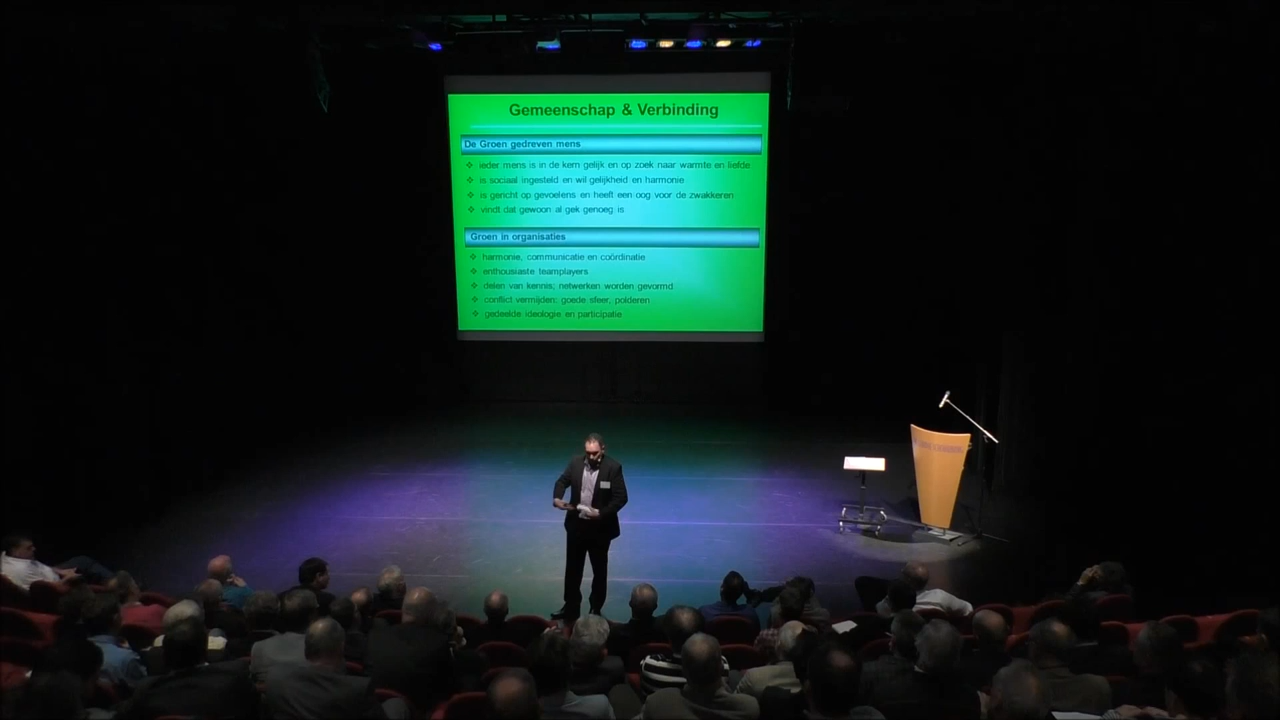 Gemeenschap & Verbinding
De Groen gedreven mens
ieder mens is in de kern gelijk en op zoek naar warmte en liefde
is sociaal ingesteld en wil gelijkheid en harmonie
is gericht op gevoelens en heeft een oog voor de zwakkeren
vindt dat gewoon al gek genoeg is
Groen in organisaties
harmonie, communicatie en coördinatie
enthousiaste teamplayers
delen van kennis; netwerken worden gevormd
conflict vermijden: goede sfeer, polderen
gedeelde ideologie en participatie